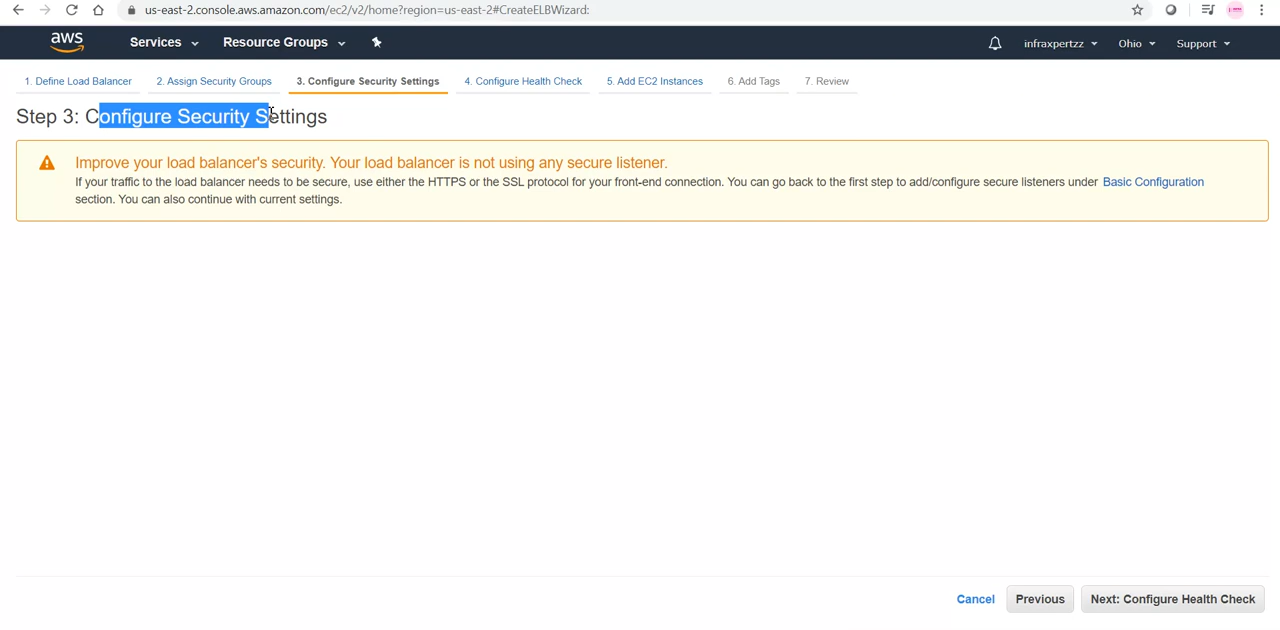 us-east-2.console.aws.amazon.com/ec2/v2/home?region=us-east-2#CreateELBWizard:
aws Services Resource Groups infraxpertzz Ohio Support
1. Define Load Balancer 2. Assign Security Groups 3. Configure Security Settings 4. Configure Health Check 5. Add EC2 Instances 6. Add Tags 7. Review
Step 3: Configure Security Settings
Improve your load balancer's security. Your load balancer is not using any secure listener.
If your traffic to the load balancer needs to be secure, use either the HTTPS or the SSL protocol for your front-end connection. You can go back to the first step to add/configure secure listeners under Basic Configuration
section. You can also continue with current settings.
Cancel Previous Next: Configure Health Check